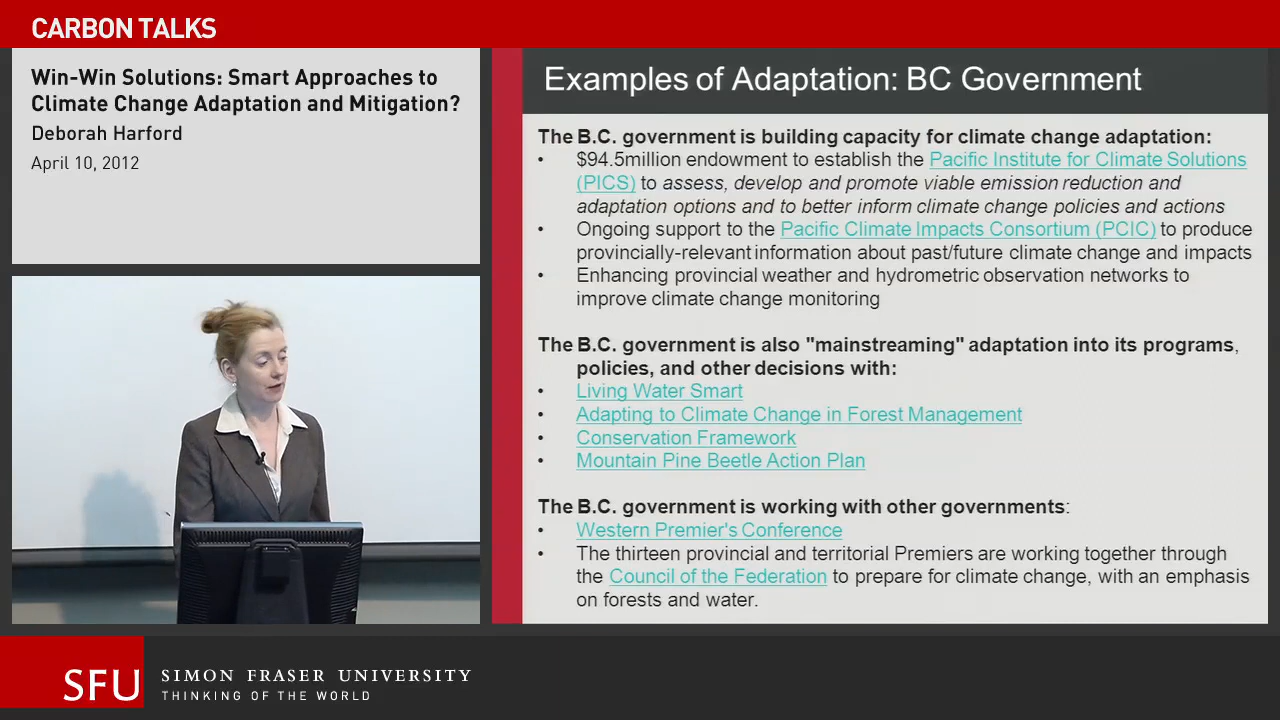 CARBON TALKS
Win-Win Solutions: Smart Approaches to
Climate Change Adaptation and Mitigation?
Deborah Harford
April 10, 2012
Examples of Adaptation: BC Government
The B.C. government is building capacity for climate change adaptation:
• $94.5million endowment to establish the Pacific Institute for Climate Solutions
(PICS) to assess, develop and promote viable emission reduction and
adaptation options and to better inform climate change policies and actions
• Ongoing support to the Pacific Climate Impacts Consortium (PCIC) to produce
provincially-relevant information about past/future climate change and impacts
• Enhancing provincial weather and hydrometric observation networks to
improve climate change monitoring
The B.C. government is also "mainstreaming" adaptation into its programs,
policies, and other decisions with:
• Living Water Smart
• Adapting to Climate Change in Forest Management
• Conservation Framework
• Mountain Pine Beetle Action Plan
The B.C. government is working with other governments:
• Western Premier's Conference
• The thirteen provincial and territorial Premiers are working together through
the Council of the Federation to prepare for climate change, with an emphasis
on forests and water.
SFU
SIMON FRASER UNIVERSITY
THINKING OF THE WORLD